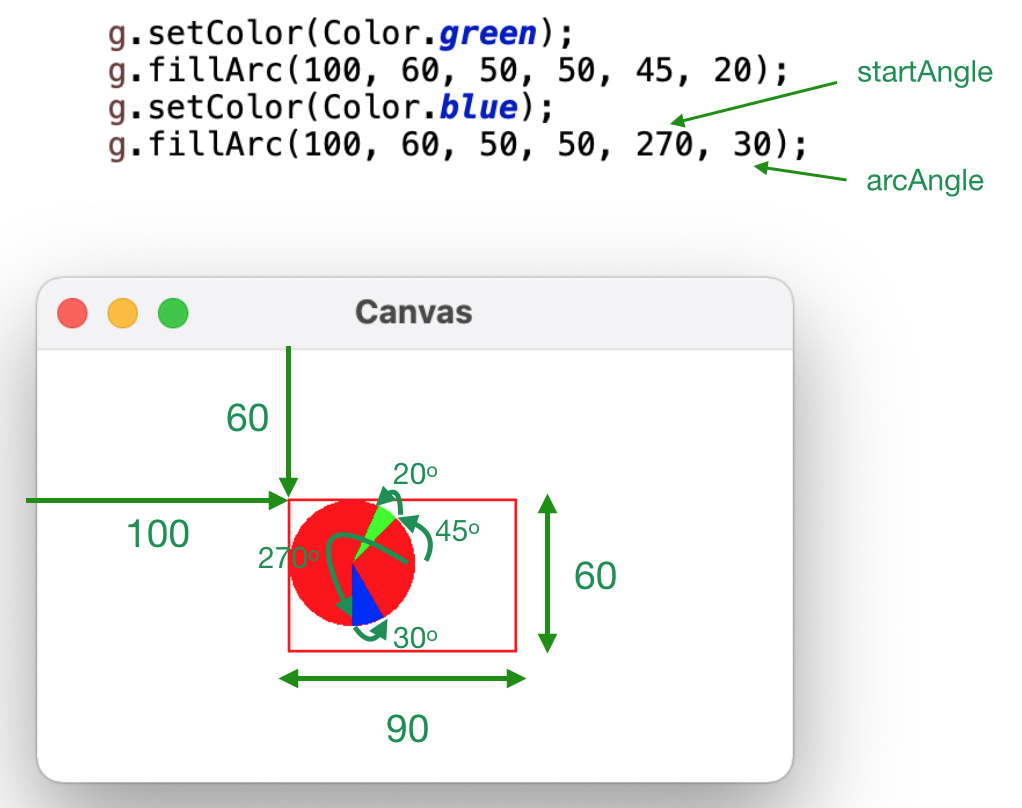 g.setColor(Color.green);
g.fillArc(100, 60, 50, 50, 45, 20);
startAngle
g.setColor(Color.blue);
g.fillArc(100, 60, 50, 50, 270, 30);
arcAngle
Canvas
60
20º
100
45º
270º
60
30º
90